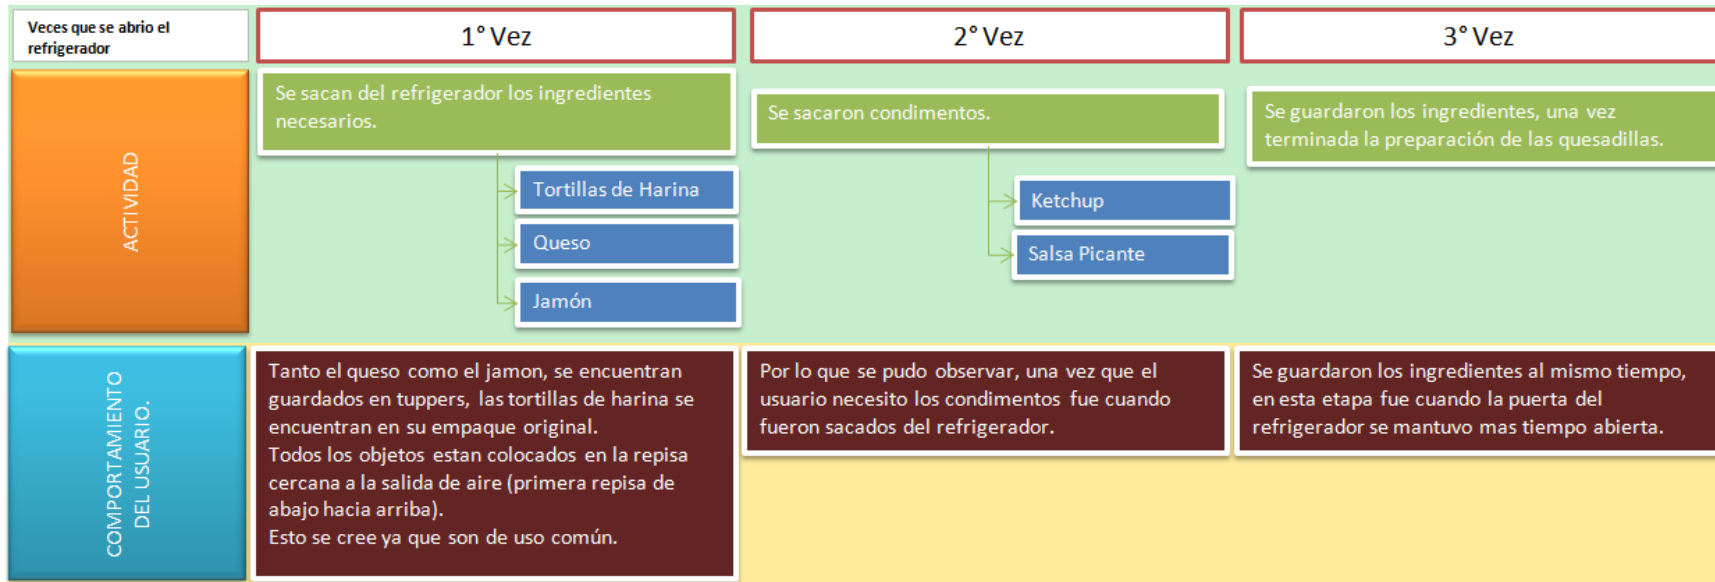 Veces que se abrio el
refrigerador
1° Vez
2° Vez
3° Vez
ACTIVIDAD
Se sacan del refrigerador los ingredientes
necesarios.
Tortillas de Harina
Queso
Jamón
Se sacaron condimentos.
Ketchup
Salsa Picante
Se guardaron los ingredientes, una vez
terminada la preparación de las quesadillas.
COMPORTAMIENTO
DEL USUARIO.
Tanto el queso como el jamon, se encuentran
guardados en tuppers, las tortillas de harina se
encuentran en su empaque original.
Todos los objetos estan colocados en la repisa
cercana a la salida de aire (primera repisa de
abajo hacia arriba).
Esto se cree ya que son de uso común.
Por lo que se pudo observar, una vez que el
usuario necesito los condimentos fue cuando
fueron sacados del refrigerador.
Se guardaron los ingredientes al mismo tiempo,
en esta etapa fue cuando la puerta del
refrigerador se mantuvo mas tiempo abierta.